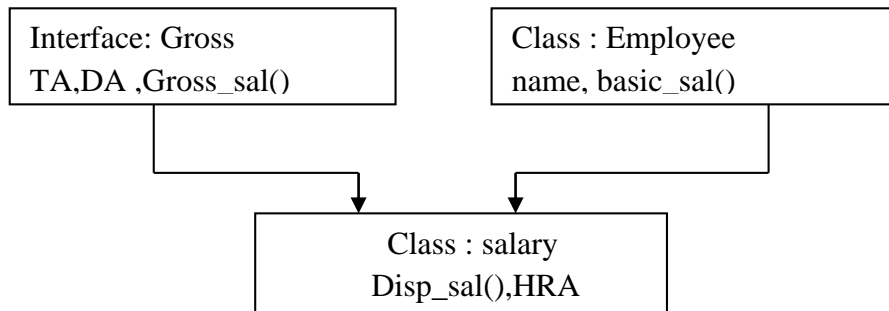 Interface: Gross
TA,DA ,Gross_sal()
Class : Employee
name, basic_sal()
Class : salary
Disp_sal(),HRA